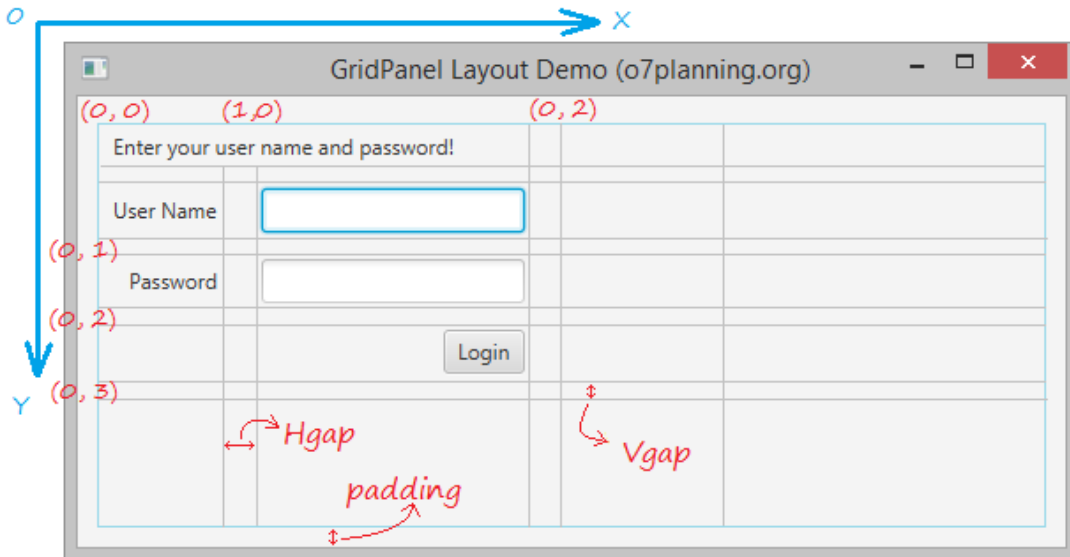 O
X
GridPanel Layout Demo (o7planning.org)
(0, 0)
(1,0)
(0, 2)
Enter your user name and password!
User Name
(0, 1)
Password
(0, 2)
Login
(0, 3)
Y
Hgap
Vgap
padding